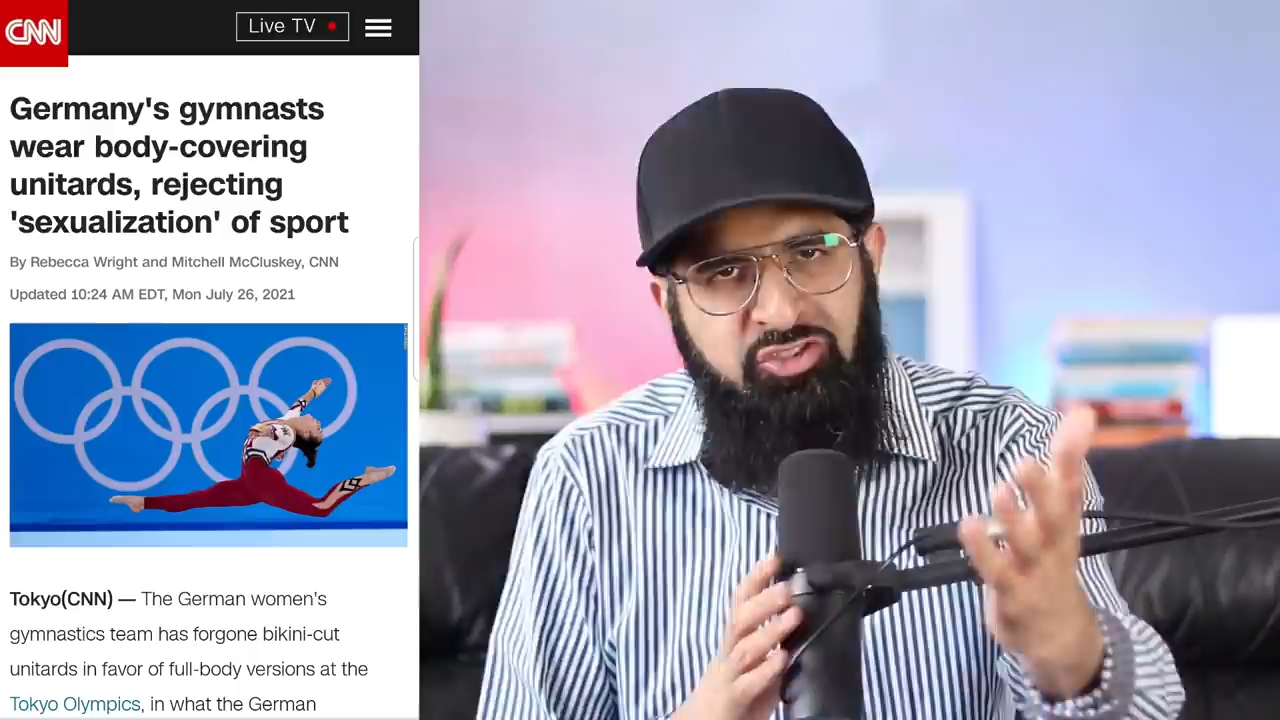 CNN
Live TV
Germany's gymnasts
wear body-covering
unitards, rejecting
'sexualization' of sport
By Rebecca Wright and Mitchell McCluskey, CNN
Updated 10:24 AM EDT, Mon July 26, 2021
Tokyo(CNN) — The German women's
gymnastics team has forgone bikini-cut
unitards in favor of full-body versions at the
Tokyo Olympics, in what the German